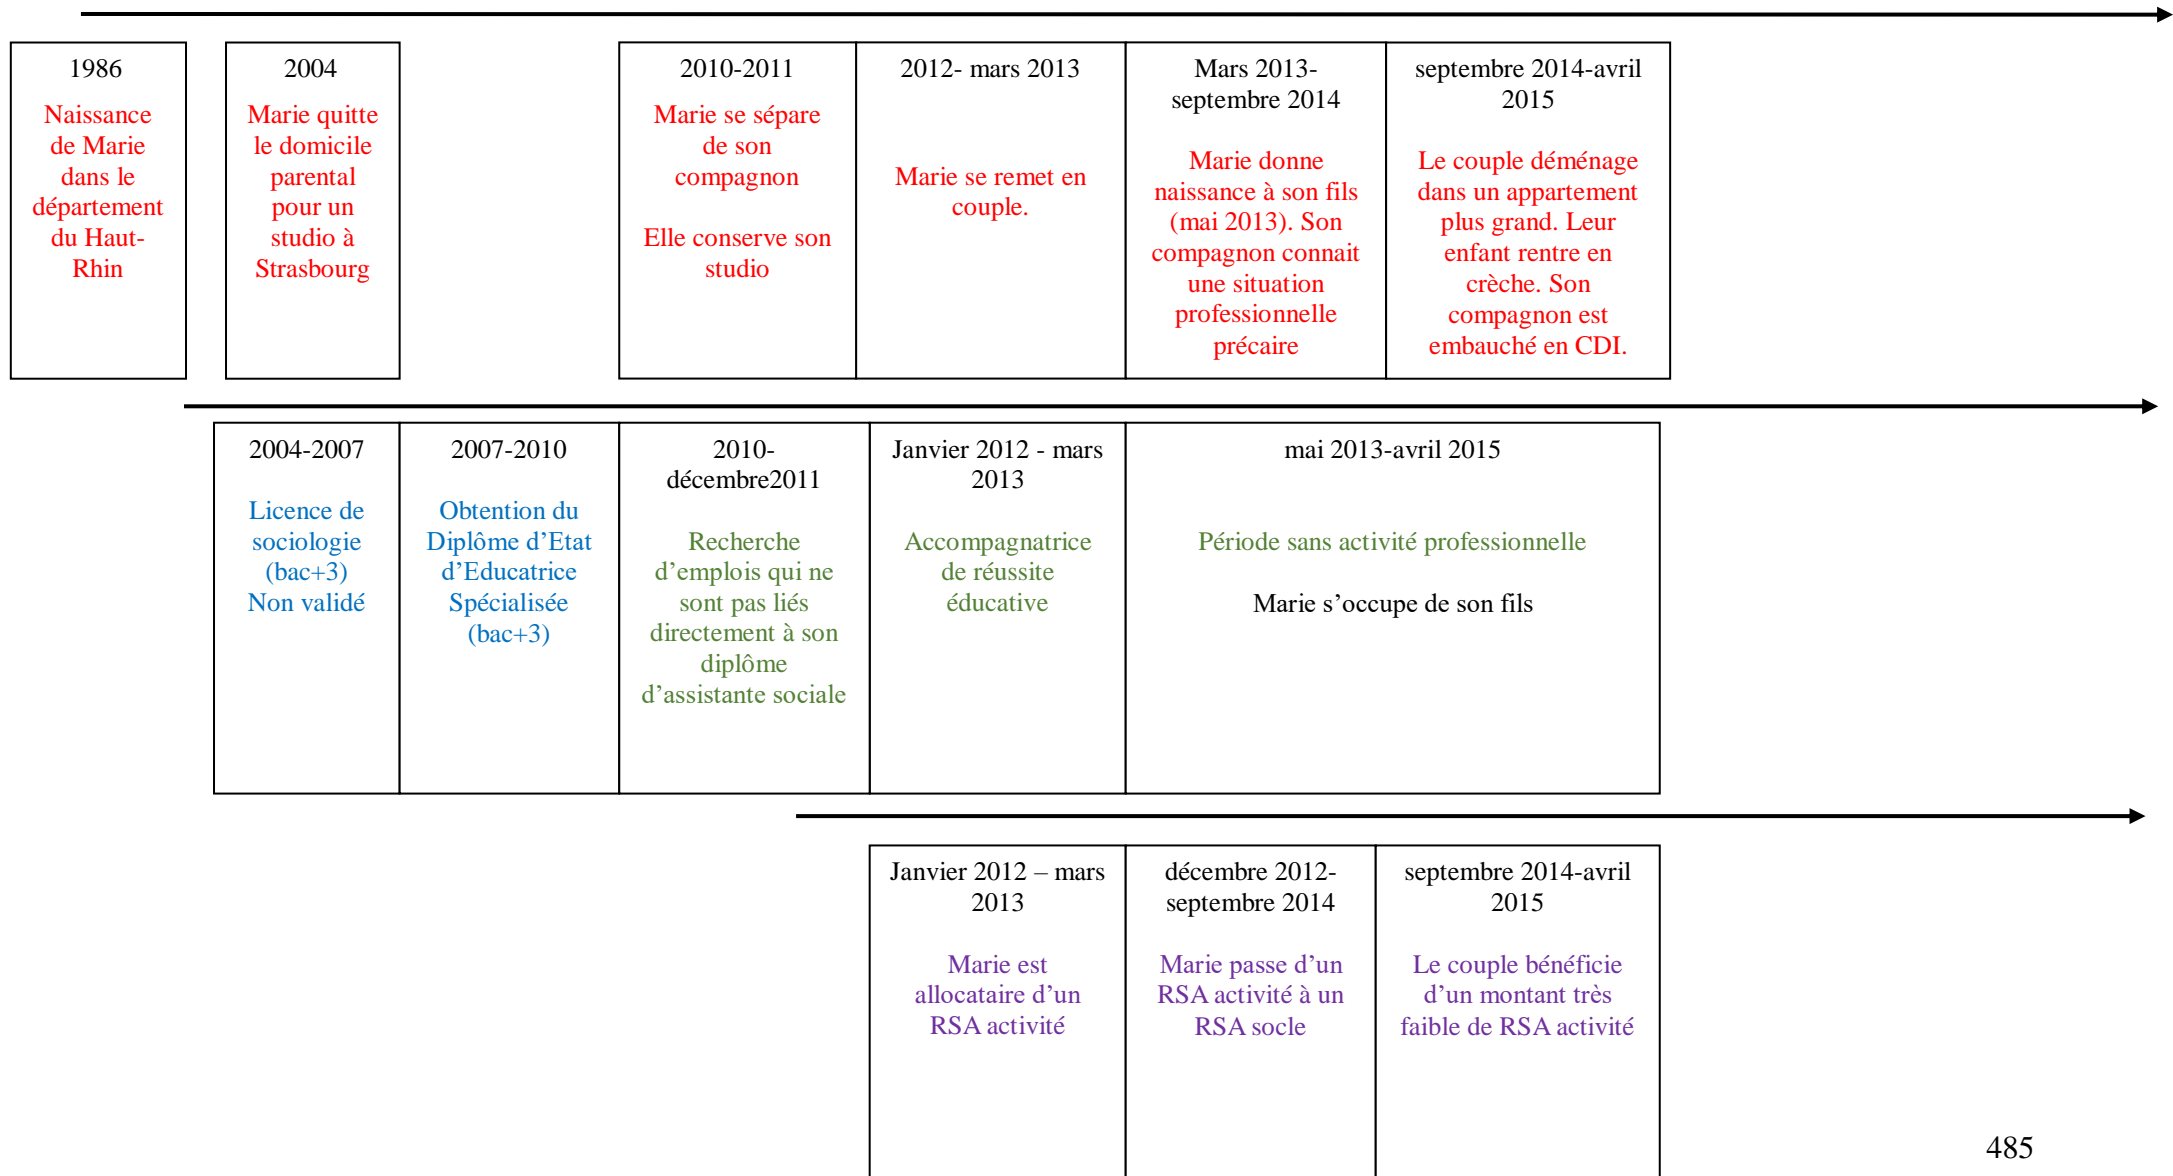 1986
Naissance
de Marie
dans le
département
du Haut-
Rhin
2004
Marie quitte
le domicile
parental
pour un
studio à
Strasbourg
2010-2011
Marie se sépare
de son
compagnon
Elle conserve son
studio
2012- mars 2013
Marie se remet en
couple.
Mars 2013-
septembre 2014
Marie donne
naissance à son fils
(mai 2013). Son
compagnon connait
une situation
professionnelle
précaire
septembre 2014-avril
2015
Le couple déménage
dans un appartement
plus grand. Leur
enfant rentre en
crèche. Son
compagnon est
embauché en CDI.
2004-2007
Licence de
sociologie
(bac+3)
Non validé
2007-2010
Obtention du
Diplôme d’Etat
d’Educatrice
Spécialisée
(bac+3)
2010-
décembre2011
Recherche
d’emplois qui ne
sont pas liés
directement à son
diplôme
d’assistante sociale
Janvier 2012 - mars
2013
Accompagnatrice
de réussite
éducative
mai 2013-avril 2015
Période sans activité professionnelle
Marie s’occupe de son fils
Janvier 2012 – mars
2013
Marie est
allocataire d’un
RSA activité
décembre 2012-
septembre 2014
Marie passe d’un
RSA activité à un
RSA socle
septembre 2014-avril
2015
Le couple bénéficie
d’un montant très
faible de RSA activité
485